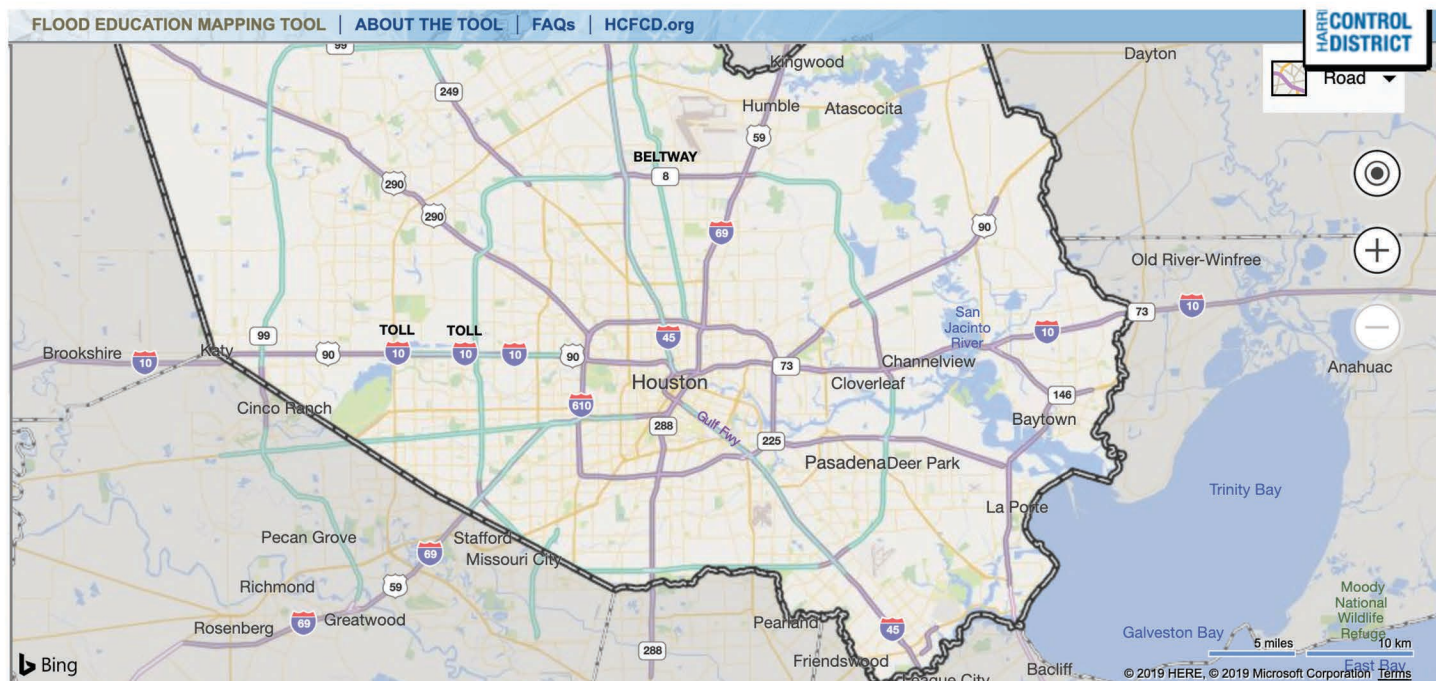 FLOOD EDUCATION MAPPING TOOL | ABOUT THE TOOL | FAQs | HCFCD.org
CONTROL
DISTRICT
Road
Kingwood
Dayton
99
249
Humble
Atascocita
59
BELTWAY
8
290
290
69
90
Old River-Winfree
10
73
San
Jacinto
River
10
99
TOLL
TOLL
45
Brookshire
10
Katy
90
10
10
10
90
73
Channelview
Cloverleaf
Anahuac
Houston
146
Cinco Ranch
610
288
Gulf Fwy
225
Baytown
Pasadena
Deer Park
Trinity Bay
La Porte
Pecan Grove
69
Stafford
Missouri City
Richmond
59
Rosenberg
69
Greatwood
Pearland
45
Moody
National
Wildlife
Refuge
Galveston Bay
288
Friendswood
League City
Bacliff
5 miles
10 km
East Bay
Bing
© 2019 HERE, © 2019 Microsoft Corporation Terms